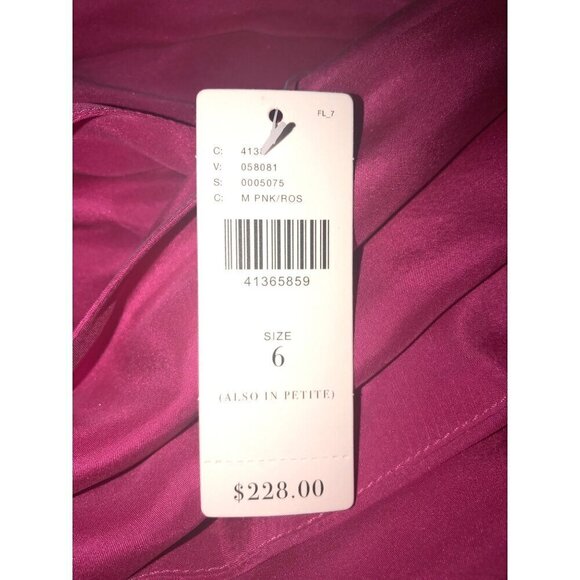 FL_7
C: 413
V: 058081
S: 0005075
C: M PNK/ROS
41365859
SIZE
6
(ALSO IN PETITE)
$228.00